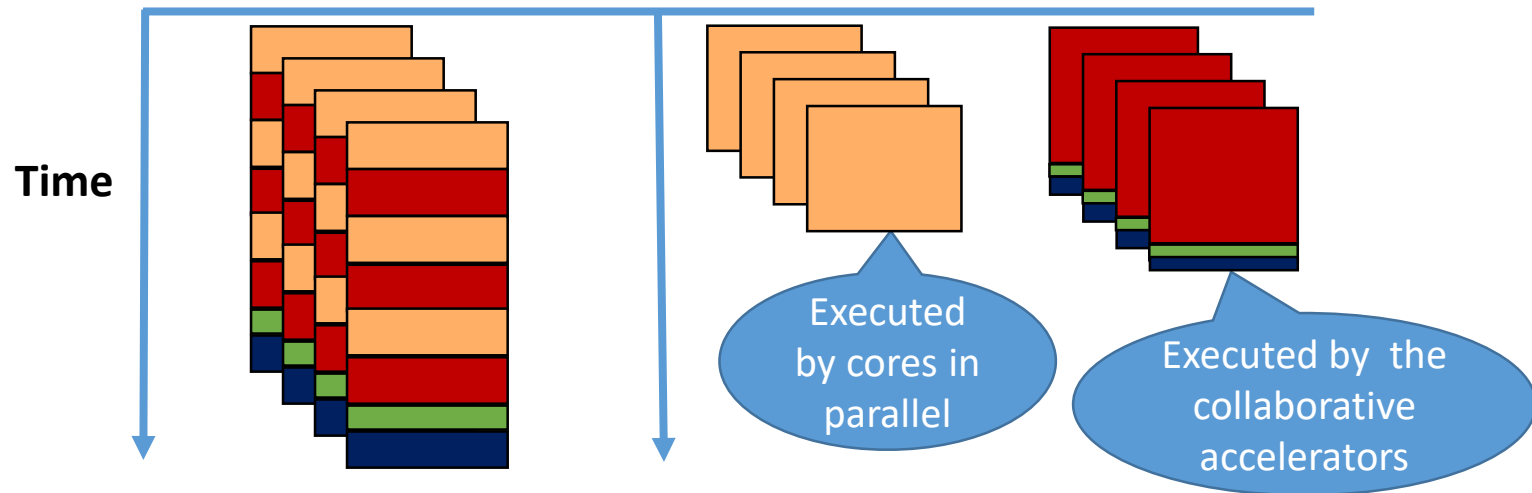 Time
Executed
by cores in
parallel
Executed by the
collaborative
accelerators